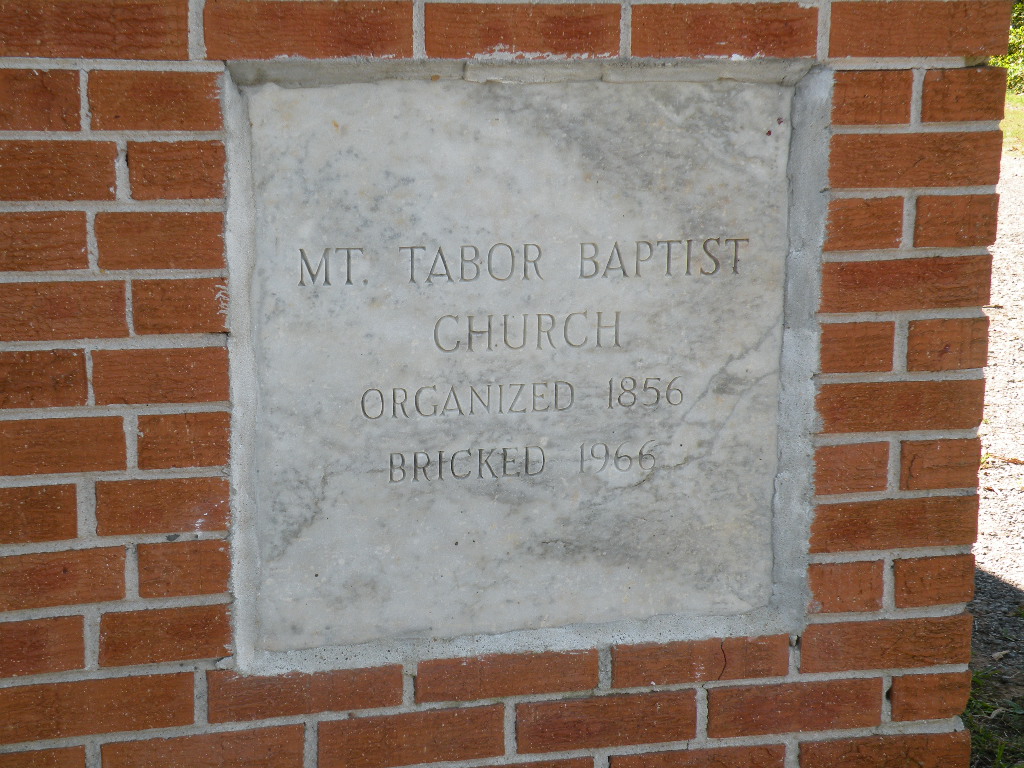 MT. TABOR BAPTIST
CHURCH
ORGANIZED 1856
BRICKED 1966